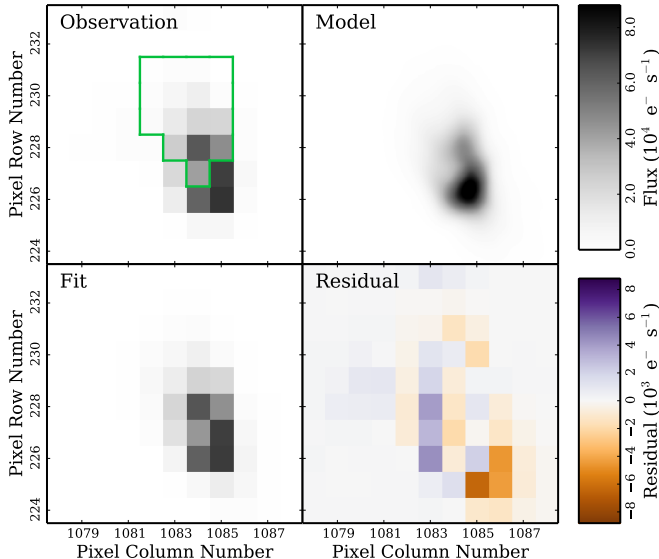 Observation
Model
Pixel Row Number
232
230
228
226
224
Flux (10⁴ e⁻ s⁻¹)
8.0
6.0
4.0
2.0
0.0
Fit
Residual
Pixel Row Number
232
230
228
226
224
Residual (10³ e⁻ s⁻¹)
8
6
4
2
0
−2
−4
−6
−8
1079 1081 1083 1085 1087
1079 1081 1083 1085 1087
Pixel Column Number
Pixel Column Number